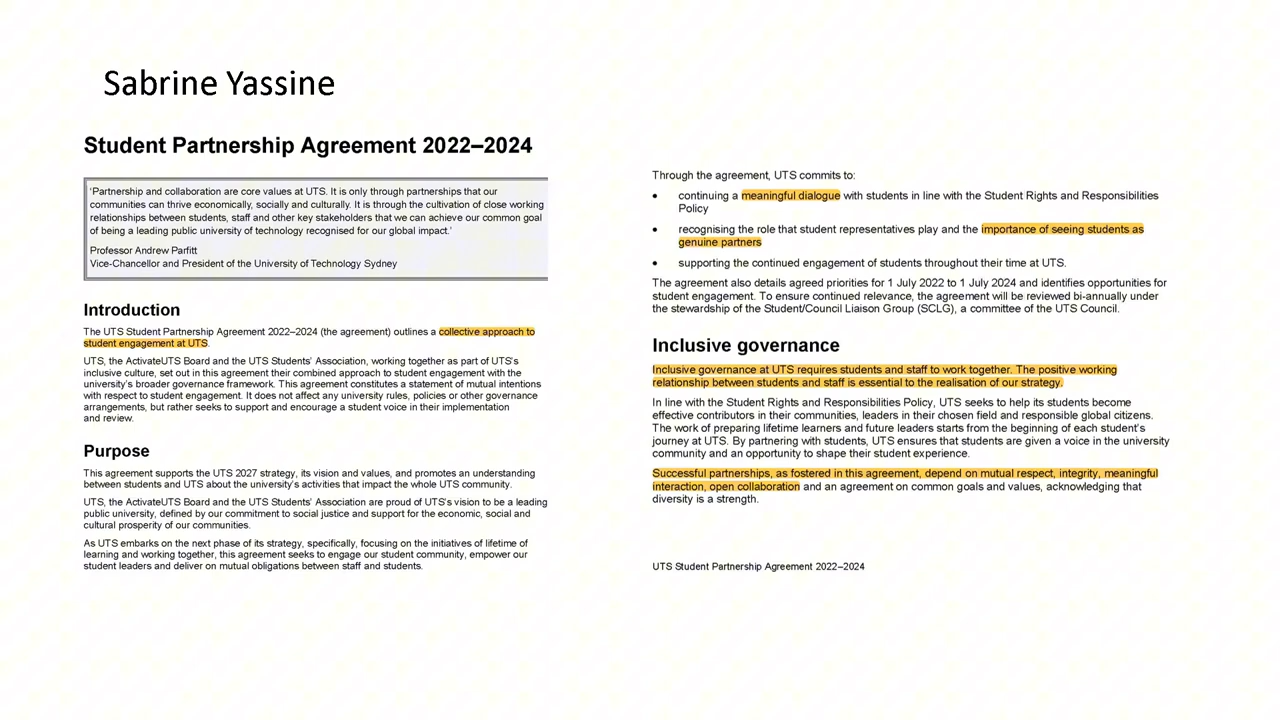 Sabrine Yassine
Student Partnership Agreement 2022–2024
'Partnership and collaboration are core values at UTS. It is only through partnerships that our
communities can thrive economically, socially and culturally. It is through the cultivation of close working
relationships between students, staff and other key stakeholders that we can achieve our common goal
of being a leading public university of technology recognised for our global impact.'
Professor Andrew Parfitt
Vice-Chancellor and President of the University of Technology Sydney
Introduction
The UTS Student Partnership Agreement 2022–2024 (the agreement) outlines a collective approach to
student engagement at UTS.
UTS, the ActivateUTS Board and the UTS Students' Association, working together as part of UTS's
inclusive culture, set out in this agreement their combined approach to student engagement with the
university's broader governance framework. This agreement constitutes a statement of mutual intentions
with respect to student engagement. It does not affect any university rules, policies or other governance
arrangements, but rather seeks to support and encourage a student voice in their implementation
and review.
Purpose
This agreement supports the UTS 2027 strategy, its vision and values, and promotes an understanding
between students and UTS about the university's activities that impact the whole UTS community.
UTS, the ActivateUTS Board and the UTS Students' Association are proud of UTS's vision to be a leading
public university, defined by our commitment to social justice and support for the economic, social and
cultural prosperity of our communities.
As UTS embarks on the next phase of its strategy, specifically, focusing on the initiatives of lifetime of
learning and working together, this agreement seeks to engage our student community, empower our
student leaders and deliver on mutual obligations between staff and students.
Through the agreement, UTS commits to:
• continuing a meaningful dialogue with students in line with the Student Rights and Responsibilities
Policy
• recognising the role that student representatives play and the importance of seeing students as
genuine partners
• supporting the continued engagement of students throughout their time at UTS.
The agreement also details agreed priorities for 1 July 2022 to 1 July 2024 and identifies opportunities for
student engagement. To ensure continued relevance, the agreement will be reviewed bi-annually under
the stewardship of the Student/Council Liaison Group (SCLG), a committee of the UTS Council.
Inclusive governance
Inclusive governance at UTS requires students and staff to work together. The positive working
relationship between students and staff is essential to the realisation of our strategy.
In line with the Student Rights and Responsibilities Policy, UTS seeks to help its students become
effective contributors in their communities, leaders in their chosen field and responsible global citizens.
The work of preparing lifetime learners and future leaders starts from the beginning of each student's
journey at UTS. By partnering with students, UTS ensures that students are given a voice in the university
community and an opportunity to shape their student experience.
Successful partnerships, as fostered in this agreement, depend on mutual respect, integrity, meaningful
interaction, open collaboration and an agreement on common goals and values, acknowledging that
diversity is a strength.
UTS Student Partnership Agreement 2022–2024